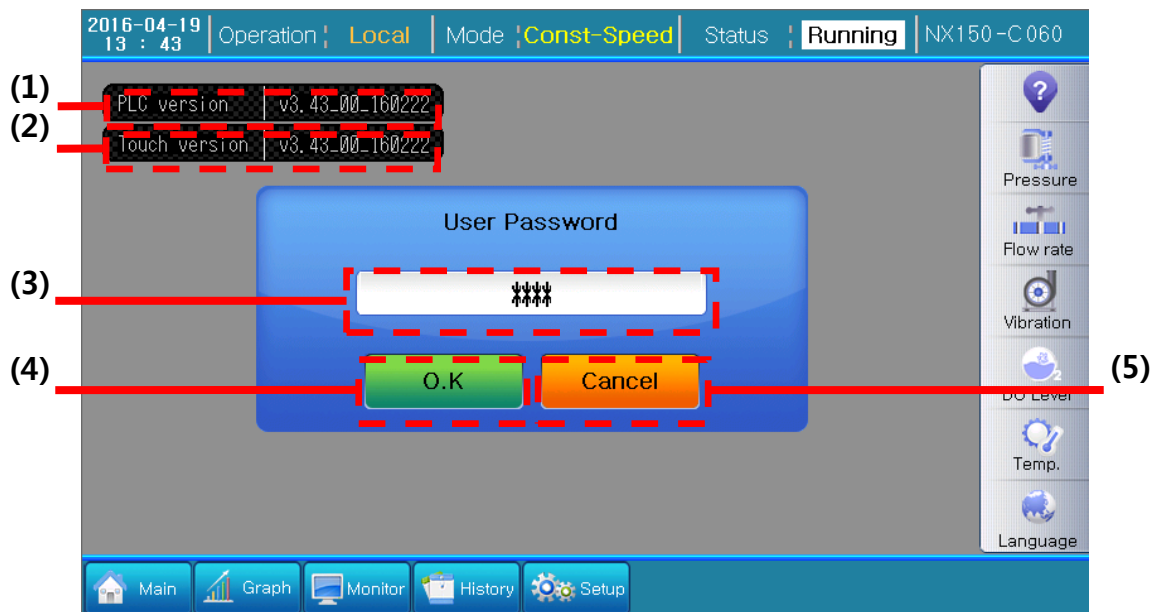 2016-04-19
13 : 43
Operation ¦ Local
Mode ¦ Const-Speed
Status ¦ Running
NX150-C060
(1)
PLC version v3.43_00_160222
(2)
Touch version v3.43_00_160222
User Password
(3)
****
(4)
O.K
Cancel
(5)
?
Pressure
Flow rate
Vibration
O₂
DO Level
Temp.
Language
Main
Graph
Monitor
History
Setup